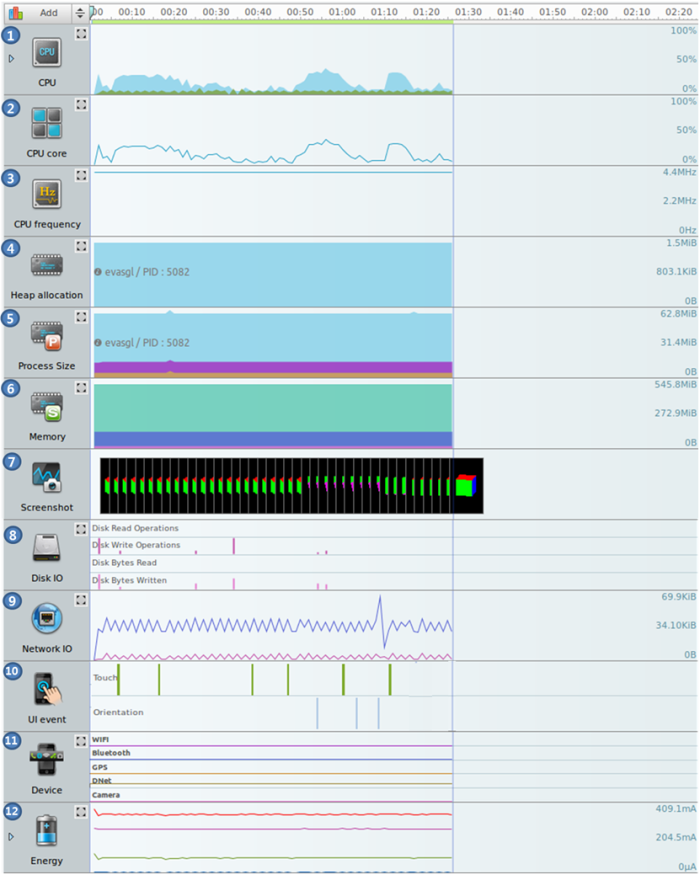 Add
00 00:10 00:20 00:30 00:40 00:50 01:00 01:10 01:20 01:30 01:40 01:50 02:00 02:10 02:20
1
CPU
CPU
100%
50%
0%
2
CPU core
100%
50%
0%
3
Hz
CPU frequency
4.4MHz
2.2MHz
0Hz
4
Heap allocation
evasgl / PID : 5082
1.5MiB
803.1KiB
0B
5
P
Process Size
evasgl / PID : 5082
62.8MiB
31.4MiB
0B
6
S
Memory
545.8MiB
272.9MiB
0B
7
Screenshot
8
Disk IO
Disk Read Operations
Disk Write Operations
Disk Bytes Read
Disk Bytes Written
9
Network IO
69.9KiB
34.10KiB
0B
10
UI event
Touch
Orientation
11
Device
WIFI
Bluetooth
GPS
DNet
Camera
12
Energy
409.1mA
204.5mA
0μA